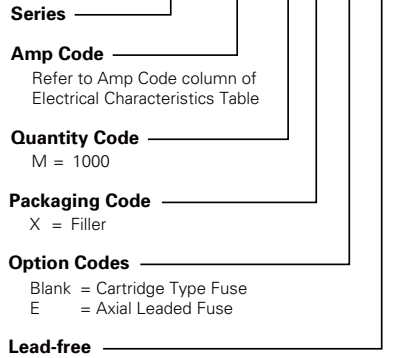 Series
Amp Code
Refer to Amp Code column of
Electrical Characteristics Table
Quantity Code
M = 1000
Packaging Code
X = Filler
Option Codes
Blank = Cartridge Type Fuse
E = Axial Leaded Fuse
Lead-free